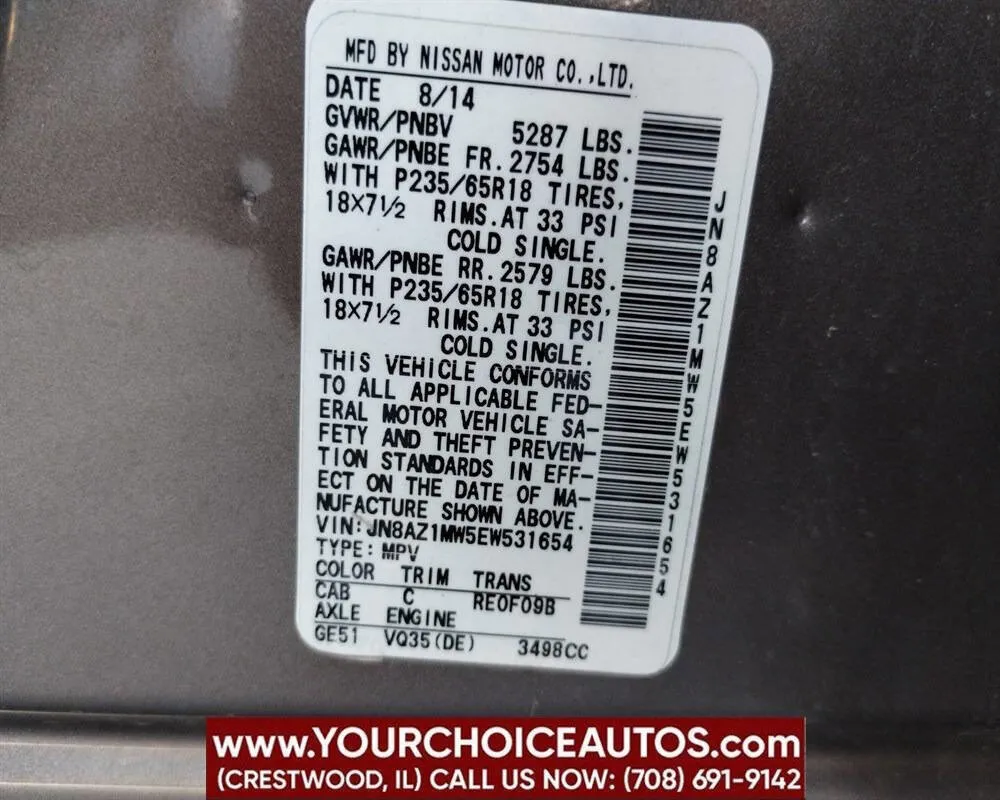 MFD BY NISSAN MOTOR CO.,LTD.
DATE 8/14
GVWR/PNBV 5287 LBS.
GAWR/PNBE FR.2754 LBS.
WITH P235/65R18 TIRES,
18×7½ RIMS.AT 33 PSI
COLD SINGLE.
GAWR/PNBE RR.2579 LBS.
WITH P235/65R18 TIRES,
18×7½ RIMS.AT 33 PSI
COLD SINGLE.
THIS VEHICLE CONFORMS
TO ALL APPLICABLE FED-
ERAL MOTOR VEHICLE SA-
FETY AND THEFT PREVEN-
TION STANDARDS IN EFF-
ECT ON THE DATE OF MA-
NUFACTURE SHOWN ABOVE.
VIN:JN8AZ1MW5EW531654
TYPE: MPV
COLOR TRIM TRANS
CAB C RE0F09B
AXLE ENGINE
GE51 VQ35(DE) 3498CC
JN8AZ1MW5EW531654
www.YOURCHOICEAUTOS.com
(CRESTWOOD, IL) CALL US NOW: (708) 691-9142